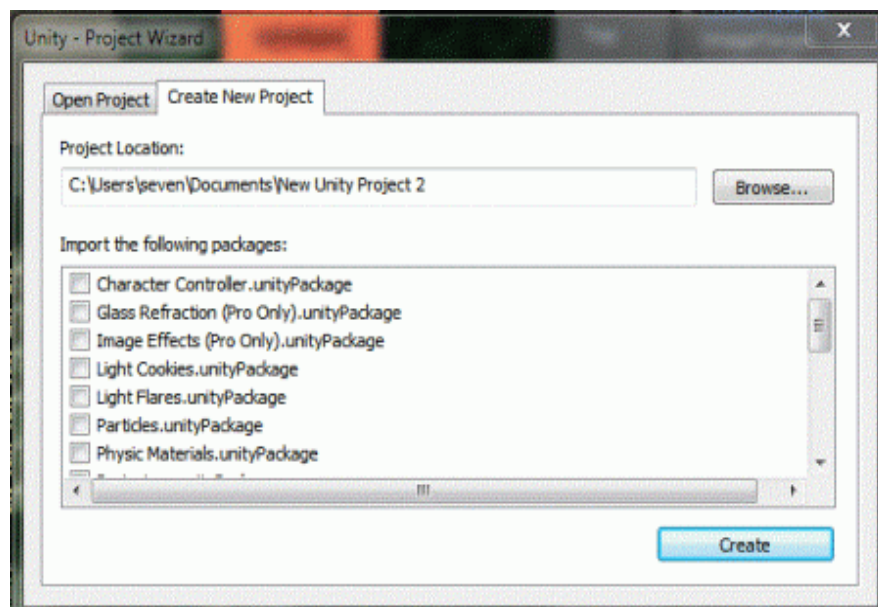 Unity - Project Wizard
Open Project
Create New Project
Project Location:
C:\Users\seven\Documents\New Unity Project 2
Browse...
Import the following packages:
Character Controller.unityPackage
Glass Refraction (Pro Only).unityPackage
Image Effects (Pro Only).unityPackage
Light Cookies.unityPackage
Light Flares.unityPackage
Particles.unityPackage
Physic Materials.unityPackage
Create